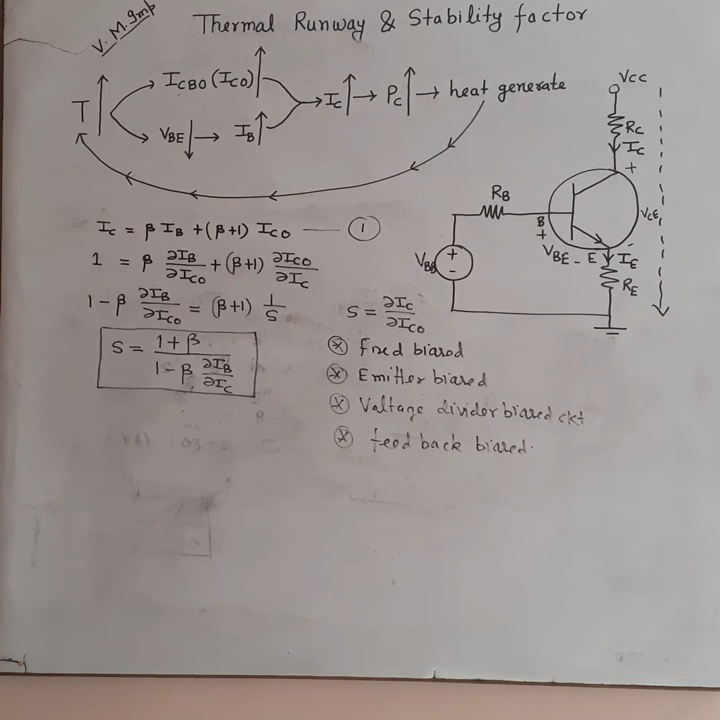 V.M.Imp
Thermal Runway & Stability factor
T↑ → ICBO (ICO)↑ → IC↑ → PC↑ → heat generate
VBE↓ → IB↑
VCC
RC
IC
+
VCE
-
RB
B
+
VBE - E
IE
RE
VBB
+
-
IC = β IB + (β+1) ICO —— ①
1 = β ∂IB/∂ICO + (β+1) ∂ICO/∂IC
1 - β ∂IB/∂ICO = (β+1) 1/S
S = (1+β)/(1-β ∂IB/∂IC)
S = ∂IC/∂ICO
ⓧ fixed biased
ⓧ Emitter biased
ⓧ Voltage divider biased ckt
ⓧ feed back biased.